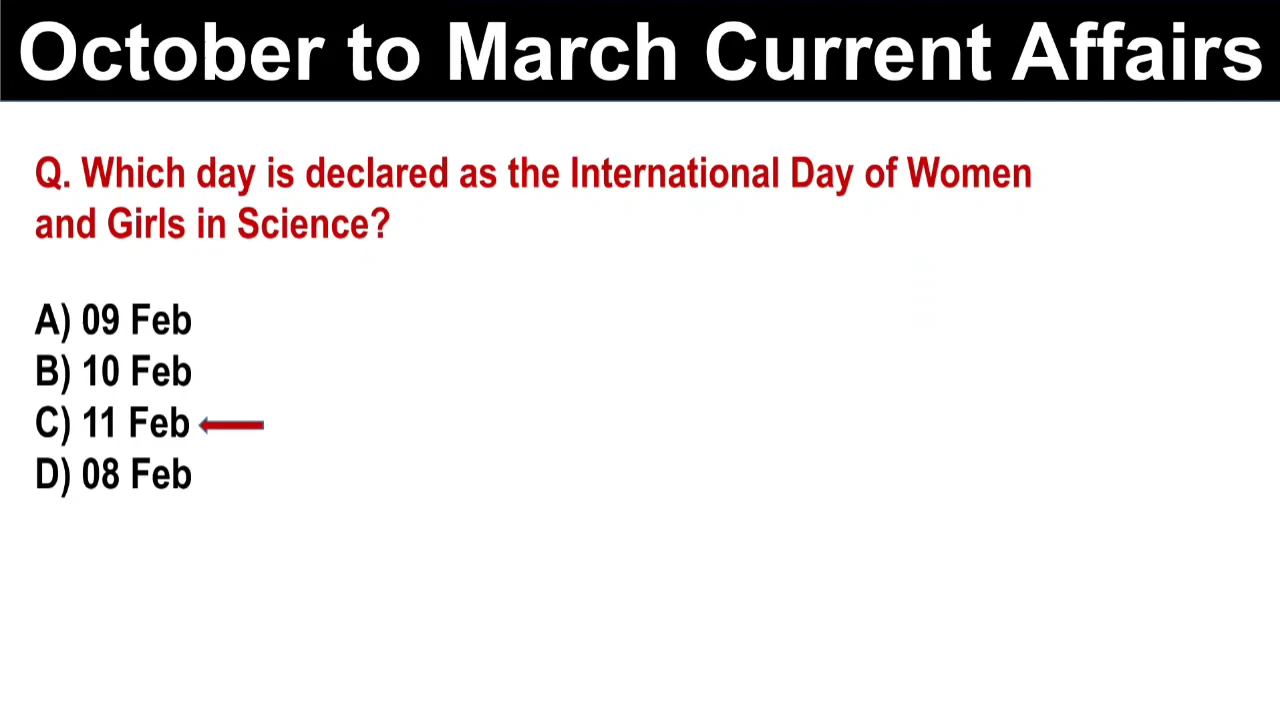 October to March Current Affairs
Q. Which day is declared as the International Day of Women
and Girls in Science?
A) 09 Feb
B) 10 Feb
C) 11 Feb
D) 08 Feb